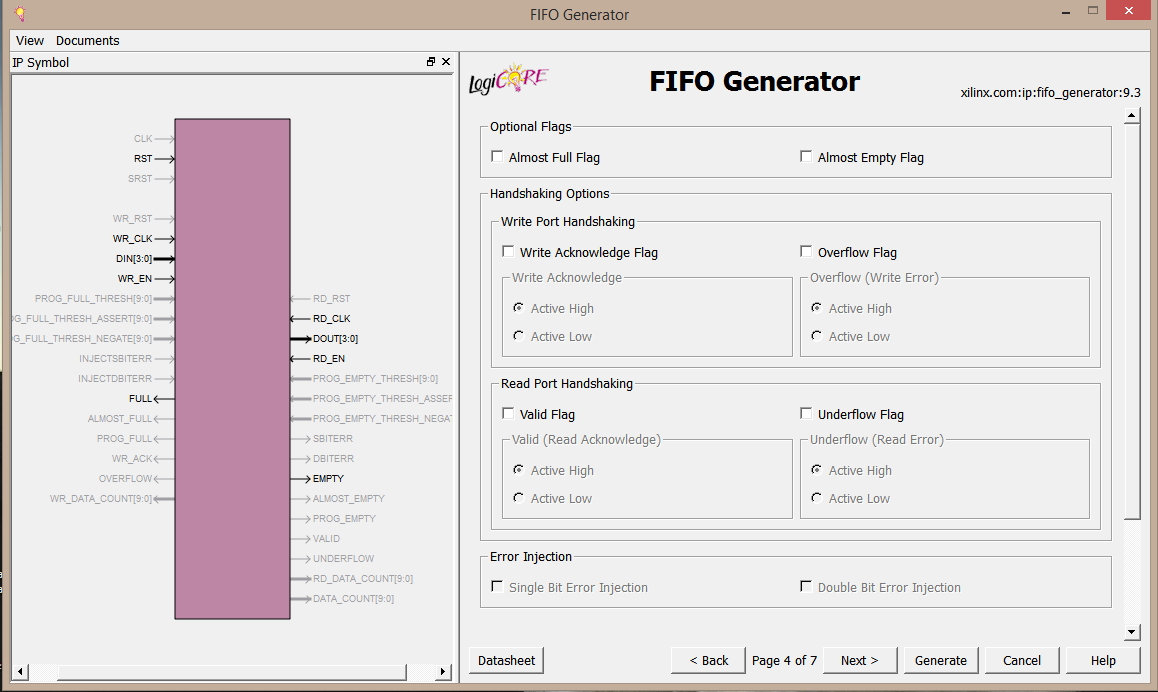 FIFO Generator
View Documents
IP Symbol
CLK
RST
SRST
WR_RST
WR_CLK
DIN[3:0]
WR_EN
PROG_FULL_THRESH[9:0]
OG_FULL_THRESH_ASSERT[9:0]
OG_FULL_THRESH_NEGATE[9:0]
INJECTSBITERR
INJECTDBITERR
FULL
ALMOST_FULL
PROG_FULL
WR_ACK
OVERFLOW
WR_DATA_COUNT[9:0]
RD_RST
RD_CLK
DOUT[3:0]
RD_EN
PROG_EMPTY_THRESH[9:0]
PROG_EMPTY_THRESH_ASSER
PROG_EMPTY_THRESH_NEGA
SBITERR
DBITERR
EMPTY
ALMOST_EMPTY
PROG_EMPTY
VALID
UNDERFLOW
RD_DATA_COUNT[9:0]
DATA_COUNT[9:0]
LogiCORE
FIFO Generator
xilinx.com:ip:fifo_generator:9.3
Optional Flags
Almost Full Flag Almost Empty Flag
Handshaking Options
Write Port Handshaking
Write Acknowledge Flag Overflow Flag
Write Acknowledge Overflow (Write Error)
Active High Active High
Active Low Active Low
Read Port Handshaking
Valid Flag Underflow Flag
Valid (Read Acknowledge) Underflow (Read Error)
Active High Active High
Active Low Active Low
Error Injection
Single Bit Error Injection Double Bit Error Injection
Datasheet < Back Page 4 of 7 Next > Generate Cancel Help